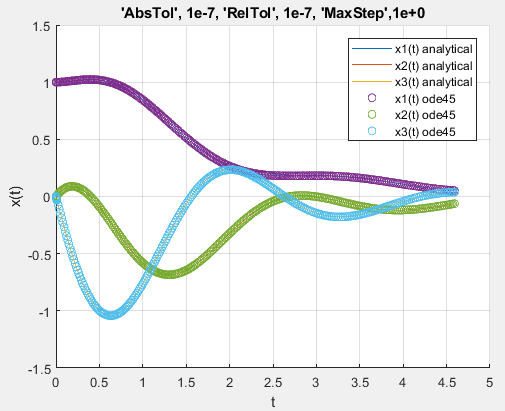 'AbsTol', 1e-7, 'RelTol', 1e-7, 'MaxStep',1e+0
x1(t) analytical
x2(t) analytical
x3(t) analytical
x1(t) ode45
x2(t) ode45
x3(t) ode45
1.5
1
0.5
0
-0.5
-1
-1.5
x(t)
0
0.5
1
1.5
2
2.5
3
3.5
4
4.5
5
t